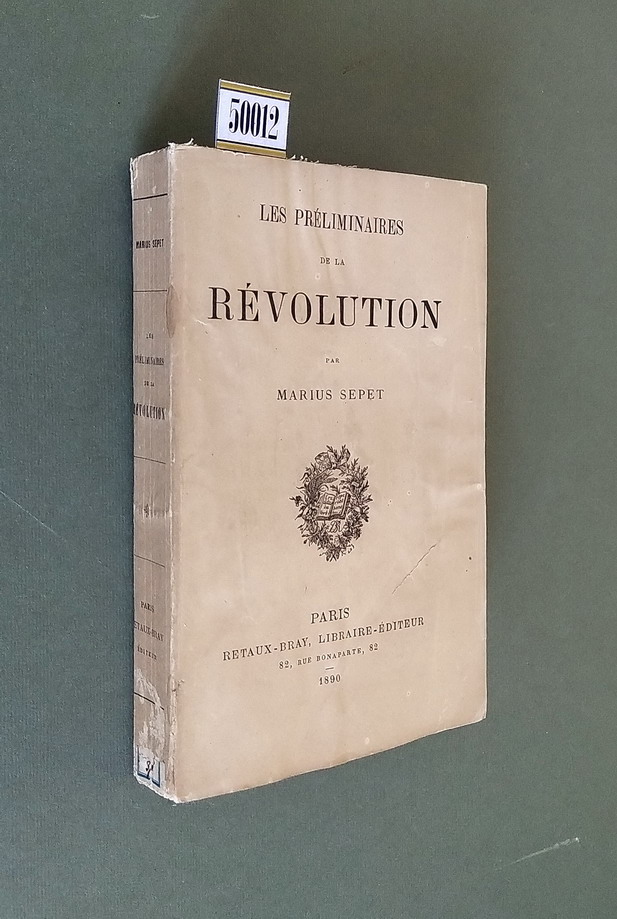 50012
LES PRÉLIMINAIRES
DE LA
RÉVOLUTION
PAR
MARIUS SEPET
PARIS
RETAUX-BRAY, LIBRAIRE-ÉDITEUR
82, RUE BONAPARTE, 82
1890
MARIUS SEPET
LES
PRÉLIMINAIRES
DE LA
RÉVOLUTION
PARIS
RETAUX-BRAY
ÉDITEUR